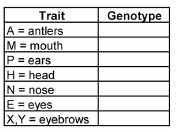 Trait Genotype
A = antlers
M = mouth
P = ears
H = head
N = nose
E = eyes
X,Y = eyebrows